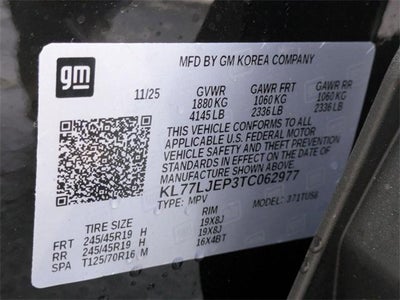 gm
MFD BY GM KOREA COMPANY
11/25 GVWR GAWR FRT GAWR RR
1880 KG 1060 KG 1060 KG
4145 LB 2336 LB 2336 LB
THIS VEHICLE CONFORMS TO ALL
APPLICABLE U.S. FEDERAL MOTOR
VEHICLE SAFETY AND THEFT PREVENTION
STANDARDS IN EFFECT ON THE DATE OF
MANUFACTURE SHOWN ABOVE.
KL77LJEP3TC062977
TYPE: MPV MODEL: 371TU56
TIRE SIZE RIM
FRT 245/45R19 H 19X8J
RR 245/45R19 H 19X8J
SPA T125/70R16 M 16X4BT